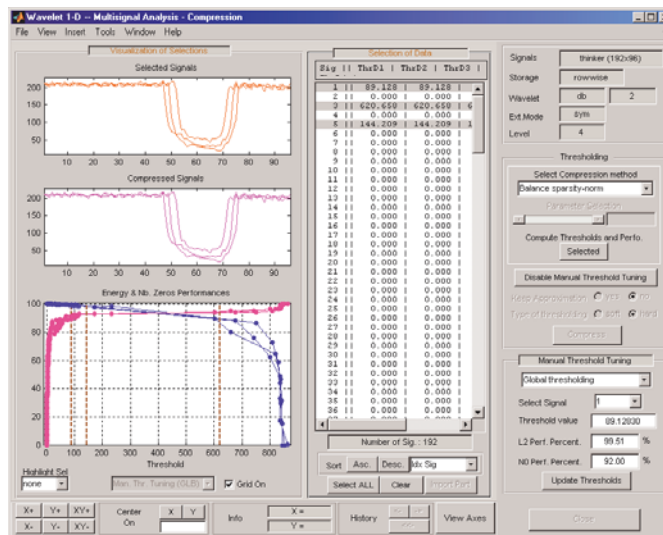 Wavelet 1-D -- Multisignal Analysis - Compression
File View Insert Tools Window Help
Visualization of Selections
Selected Signals
200
150
100
50
10 20 30 40 50 60 70 80 90
Compressed Signals
200
150
100
50
10 20 30 40 50 60 70 80 90
Energy & Nb. Zeros Performances
100
80
60
40
20
0
0 100 200 300 400 500 600 700 800
Threshold
Highlight Sel
none
Man. Thr. Tuning (GLB)
Grid On
Selection of Data
Sig || ThrD1 | ThrD2 | ThrD3 |
1 || 89.128 | 89.128 |
2 || 0.000 | 0.000 |
3 || 620.658 | 620.658 | 6
4 || 0.000 | 0.000 |
5 || 144.209 | 144.209 | 1
6 || 0.000 | 0.000 |
7 || 0.000 | 0.000 |
8 || 0.000 | 0.000 |
9 || 0.000 | 0.000 |
10 || 0.000 | 0.000 |
11 || 0.000 | 0.000 |
12 || 0.000 | 0.000 |
13 || 0.000 | 0.000 |
14 || 0.000 | 0.000 |
15 || 0.000 | 0.000 |
16 || 0.000 | 0.000 |
17 || 0.000 | 0.000 |
18 || 0.000 | 0.000 |
19 || 0.000 | 0.000 |
20 || 0.000 | 0.000 |
21 || 0.000 | 0.000 |
22 || 0.000 | 0.000 |
23 || 0.000 | 0.000 |
24 || 0.000 | 0.000 |
25 || 0.000 | 0.000 |
26 || 0.000 | 0.000 |
27 || 0.000 | 0.000 |
28 || 0.000 | 0.000 |
29 || 0.000 | 0.000 |
30 || 0.000 | 0.000 |
31 || 0.000 | 0.000 |
32 || 0.000 | 0.000 |
33 || 0.000 | 0.000 |
34 || 0.000 | 0.000 |
35 || 0.000 | 0.000 |
36 || 0.000 | 0.000 |
Number of Sig. : 192
Sort Asc. Desc. Idx Sig
Select ALL Clear Import Part.
Signals thinker (192x96)
Storage rowwise
Wavelet db 2
Ext.Mode sym
Level 4
Thresholding
Select Compression method
Balance sparsity-norm
Parameter Selection
Compute Thresholds and Perfo.
Selected
Disable Manual Threshold Tuning
Keep Approximation yes no
Type of thresholding soft hard
Compress
Manual Threshold Tuning
Global thresholding
Select Signal 1
Threshold value 89.12830
L2 Perf. Percent. 99.51 %
N0 Perf. Percent. 92.00 %
Update Thresholds
X+ Y+ XY+
X- Y- XY-
Center On X Y
Info X = Y =
History
View Axes
Close